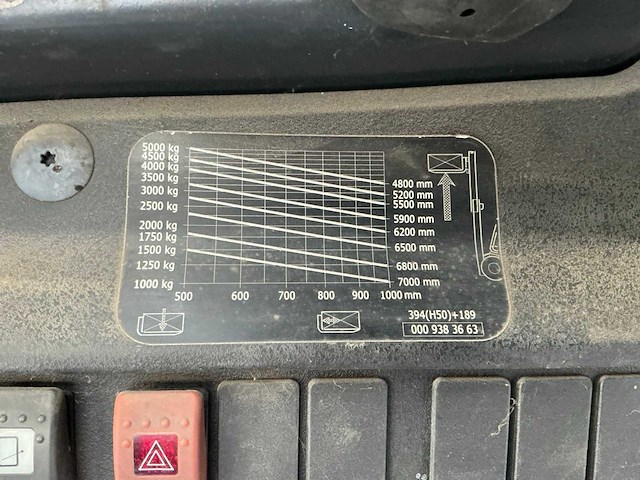 5000 kg
4500 kg
4000 kg
3500 kg
3000 kg
2500 kg
2000 kg
1750 kg
1500 kg
1250 kg
1000 kg
4800 mm
5200 mm
5500 mm
5900 mm
6200 mm
6500 mm
6800 mm
7000 mm
500 600 700 800 900 1000 mm
394(H50)+189
000 938 36 63